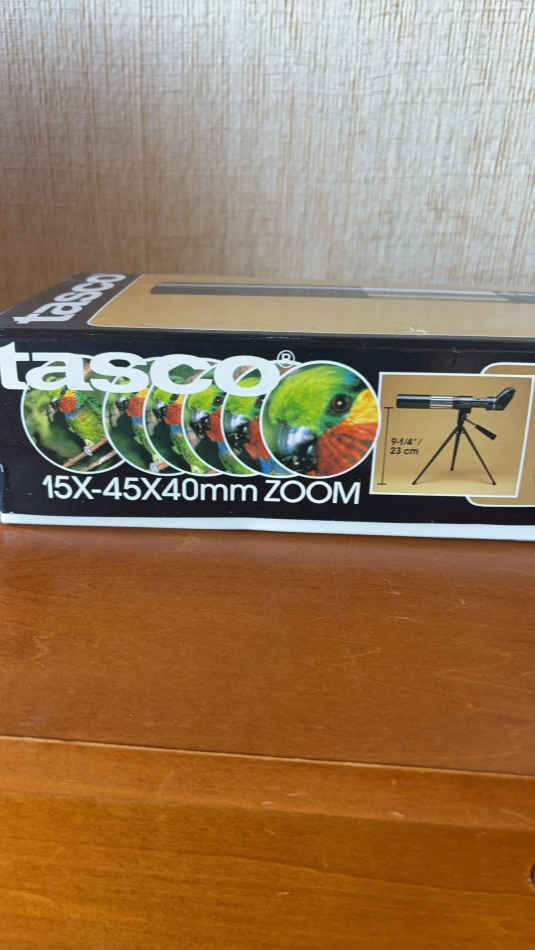 tasco
tasco®
9-1/4"/
23 cm
15X-45X40mm ZOOM